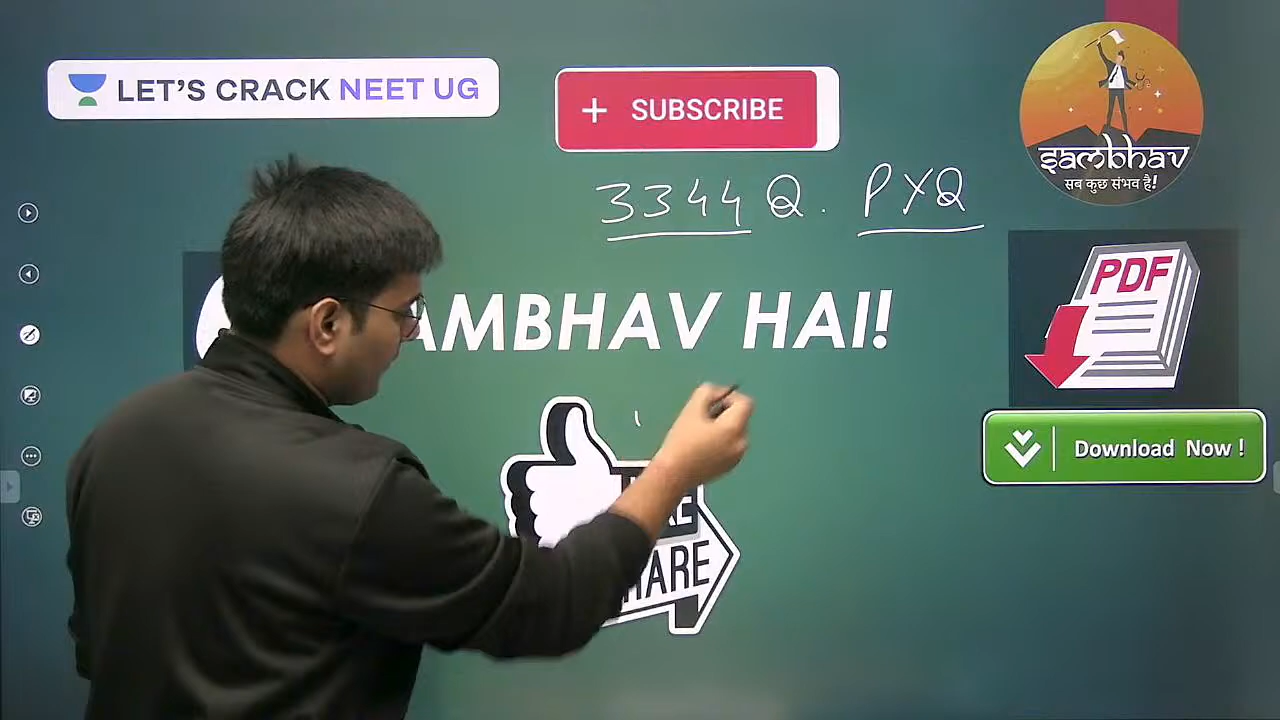 LET'S CRACK NEET UG
+ SUBSCRIBE
sambhav
सब कुछ संभव है!
3344 Q. PYQ
PDF
AMBHAV HAI!
Download Now !
HARE